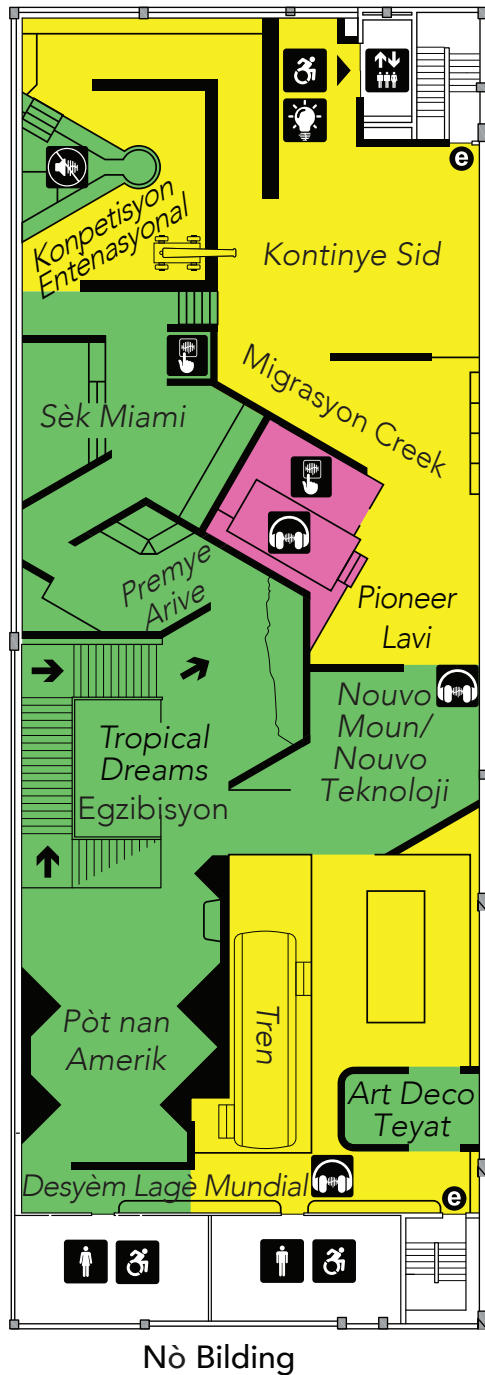 e
Konpetisyon
Entenasyonal
Kontinye Sid
Migrasyon Creek
Sèk Miami
Premye
Arive
Pioneer
Lavi
Nouvo
Moun/
Nouvo
Teknoloji
Tropical
Dreams
Egzibisyon
Pòt nan
Amerik
Tren
Art Deco
Teyat
Desyèm Lagè Mundial
e
Nò Bilding